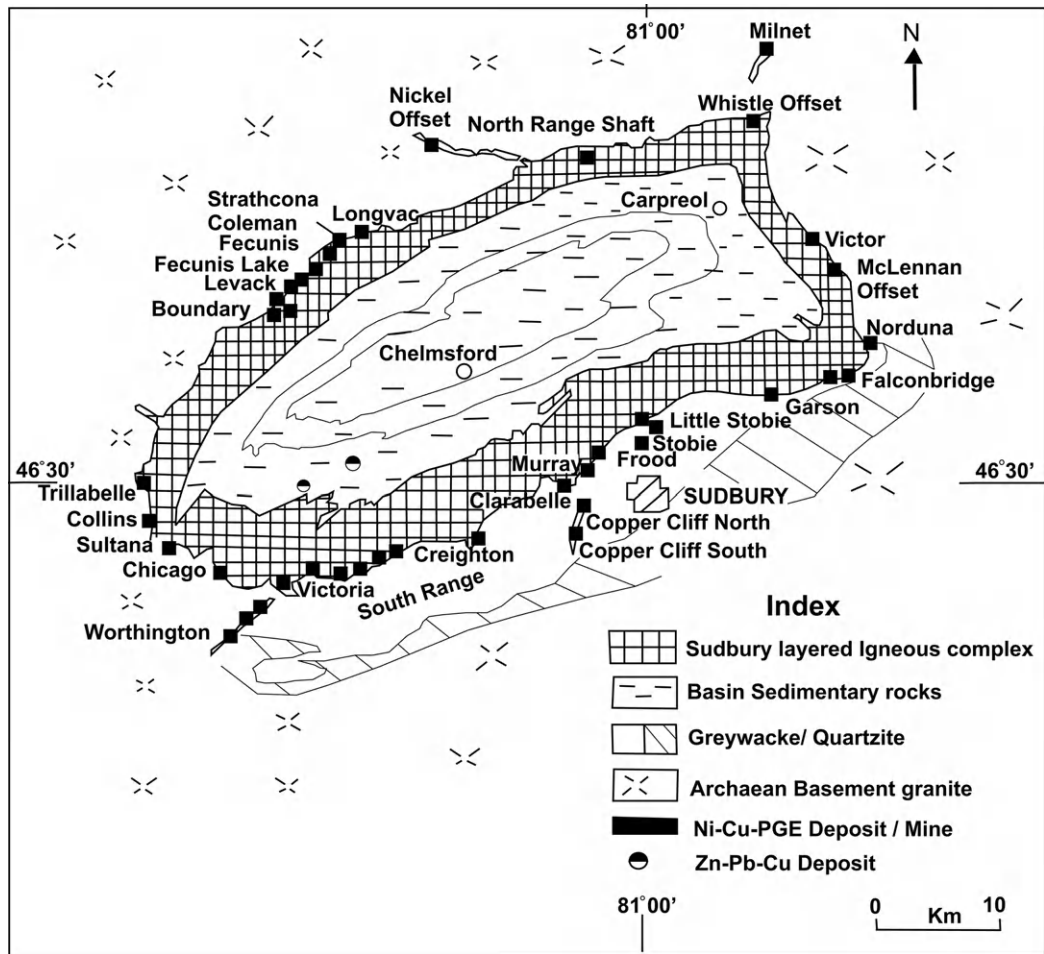 81°00'
Milnet
N
Nickel
Offset
North Range Shaft
Whistle Offset
Strathcona
Coleman
Longvac
Fecunis
Fecunis Lake
Levack
Boundary
Carpreol
Victor
McLennan
Offset
Norduna
Chelmsford
Falconbridge
Garson
Little Stobie
Stobie
Frood
Murray
46°30'
46°30'
Trillabelle
Clarabelle
SUDBURY
Collins
Copper Cliff North
Sultana
Creighton
Copper Cliff South
Chicago
Victoria
South Range
Worthington
Index
Sudbury layered Igneous complex
Basin Sedimentary rocks
Greywacke/ Quartzite
Archaean Basement granite
Ni-Cu-PGE Deposit / Mine
Zn-Pb-Cu Deposit
81°00'
0 Km 10